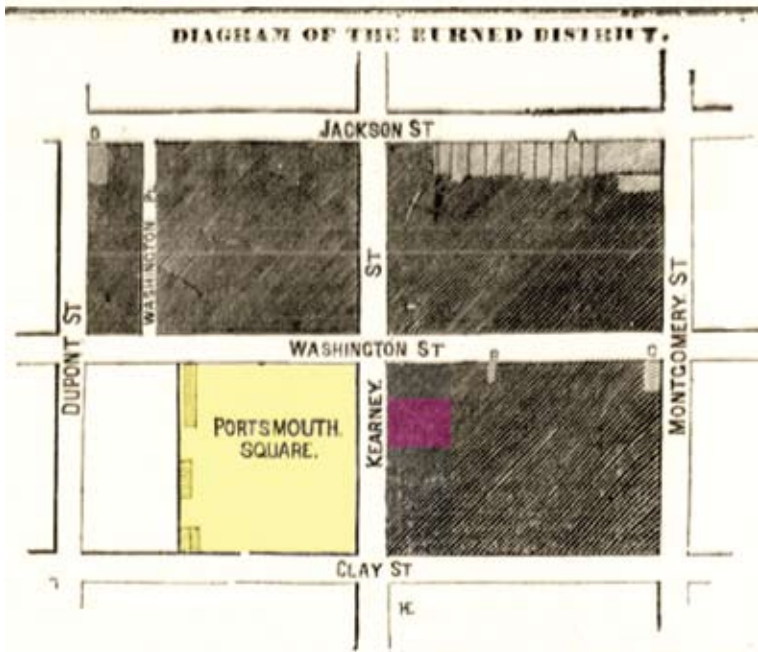 DIAGRAM OF THE BURNED DISTRICT.
JACKSON ST
D
A
WASHINGTON PL
ST
WASHINGTON ST
B
C
DUPONT ST
MONTGOMERY ST
PORTSMOUTH
SQUARE.
KEARNEY.
CLAY ST